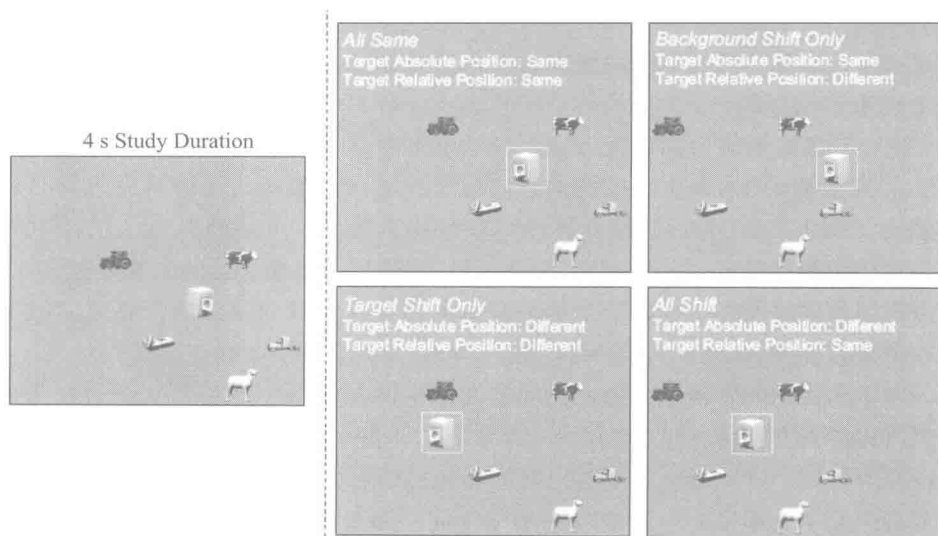 4 s Study Duration
All Same
Target Absolute Position: Same
Target Relative Position: Same
Background Shift Only
Target Absolute Position: Same
Target Relative Position: Different
Target Shift Only
Target Absolute Position: Different
Target Relative Position: Different
All Shift
Target Absolute Position: Different
Target Relative Position: Same